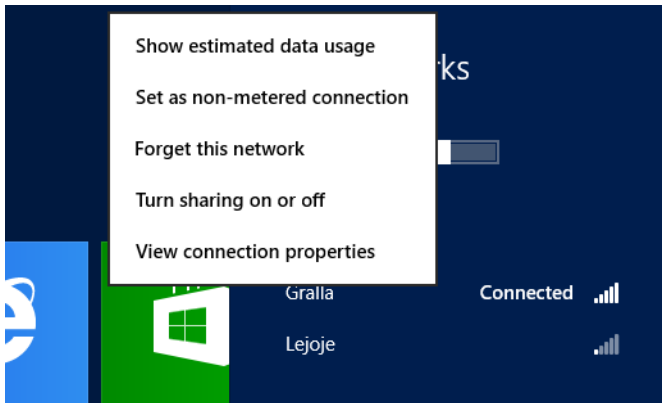 Show estimated data usage
Set as non-metered connection
Forget this network
Turn sharing on or off
View connection properties
rks
Gralla Connected
Lejoje